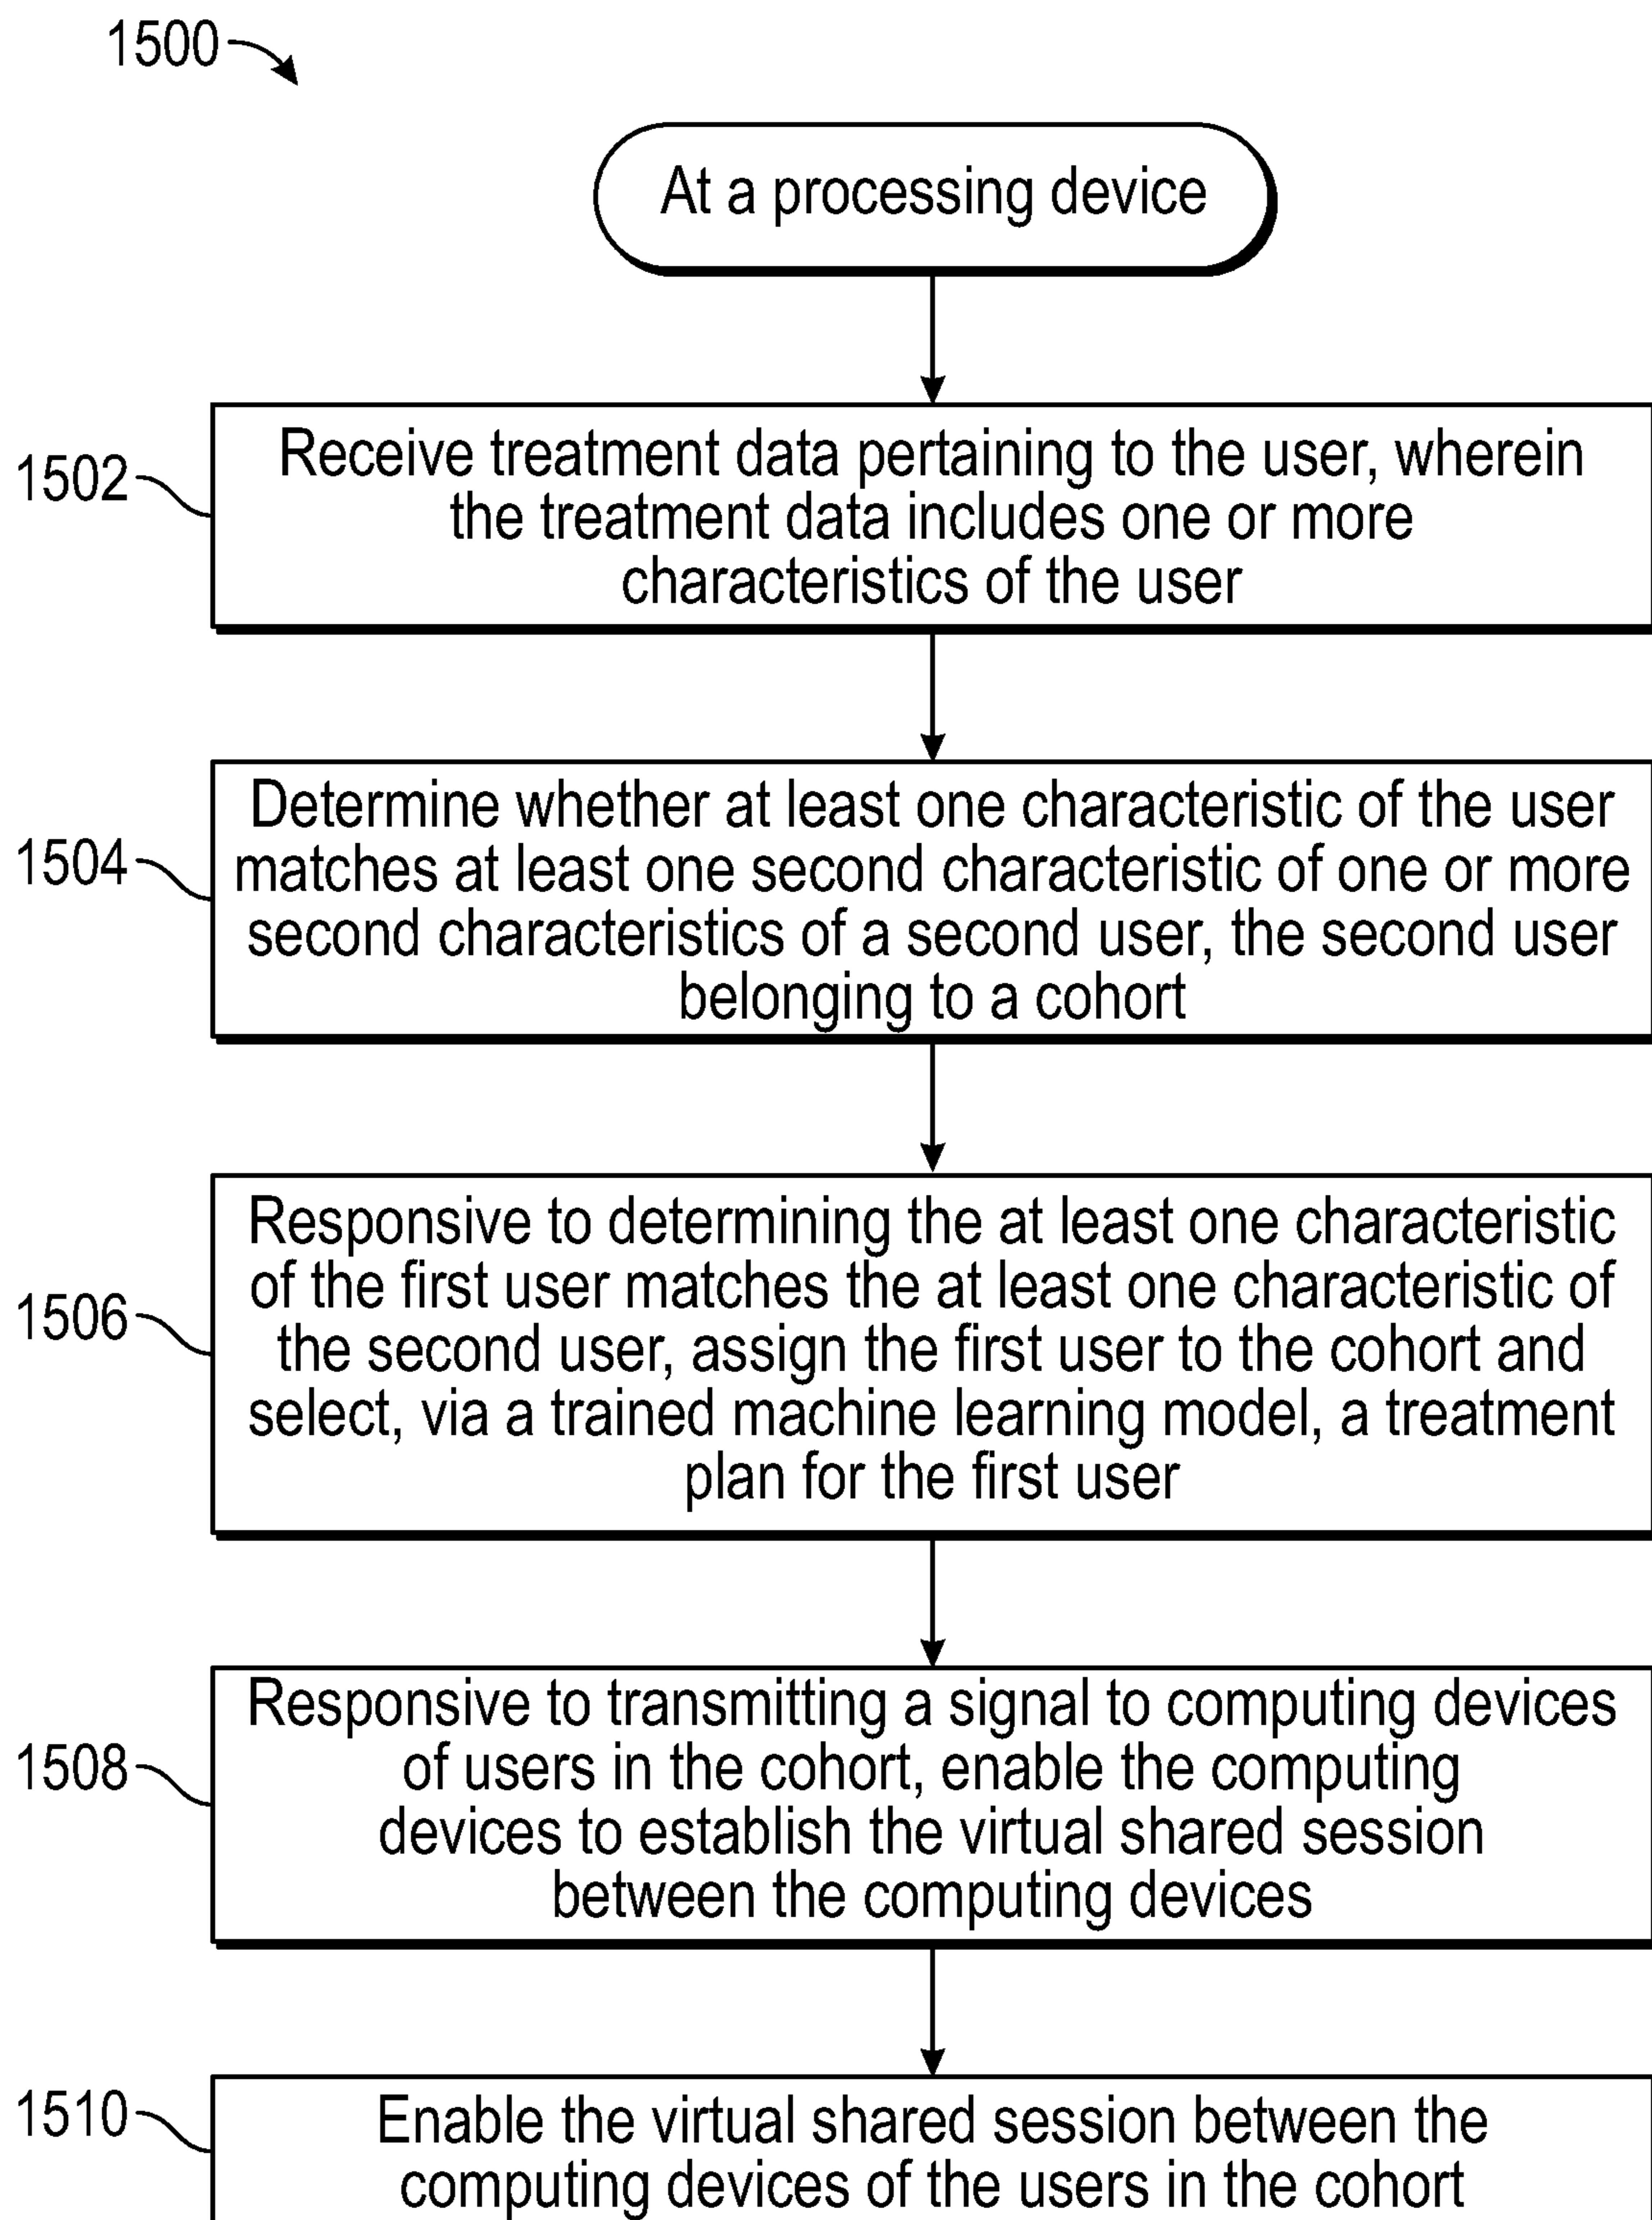 1500
At a processing device
1502
Receive treatment data pertaining to the user, wherein
the treatment data includes one or more
characteristics of the user
1504
Determine whether at least one characteristic of the user
matches at least one second characteristic of one or more
second characteristics of a second user, the second user
belonging to a cohort
1506
Responsive to determining the at least one characteristic
of the first user matches the at least one characteristic of
the second user, assign the first user to the cohort and
select, via a trained machine learning model, a treatment
plan for the first user
1508
Responsive to transmitting a signal to computing devices
of users in the cohort, enable the computing
devices to establish the virtual shared session
between the computing devices
1510
Enable the virtual shared session between the
computing devices of the users in the cohort